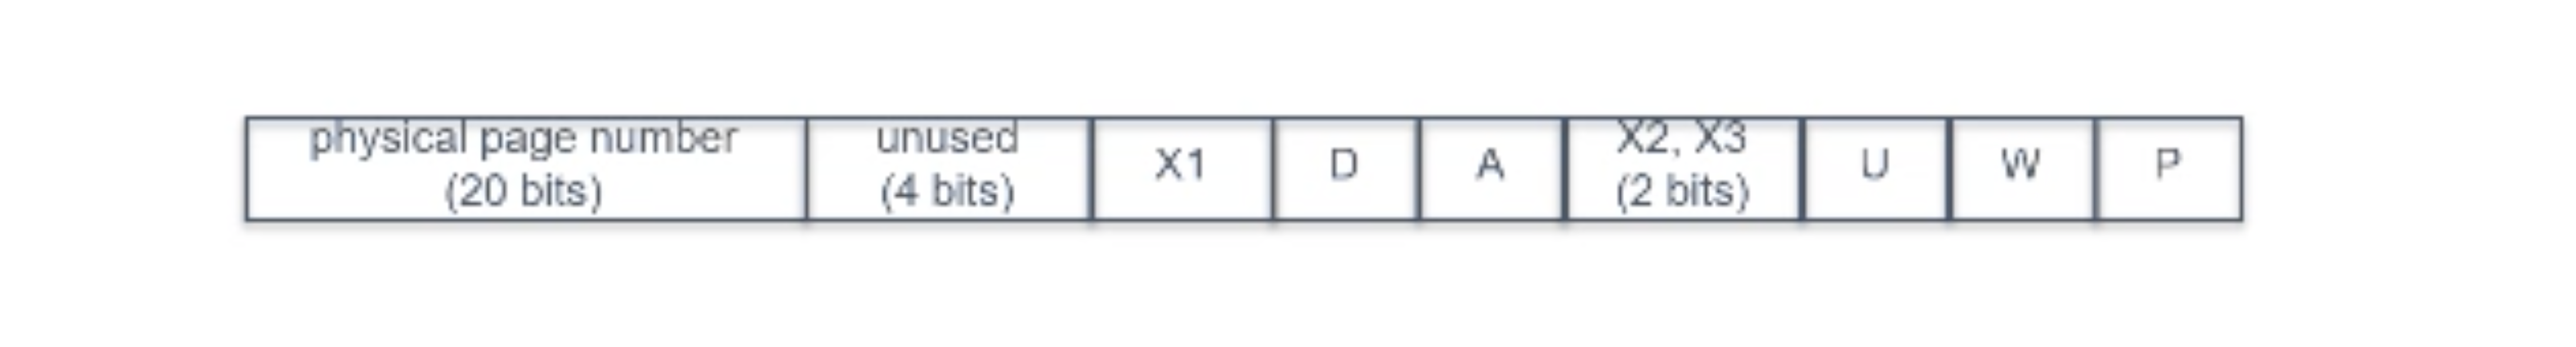 physical page number
(20 bits)
unused
(4 bits)
X1
D
A
X2, X3
(2 bits)
U
W
P